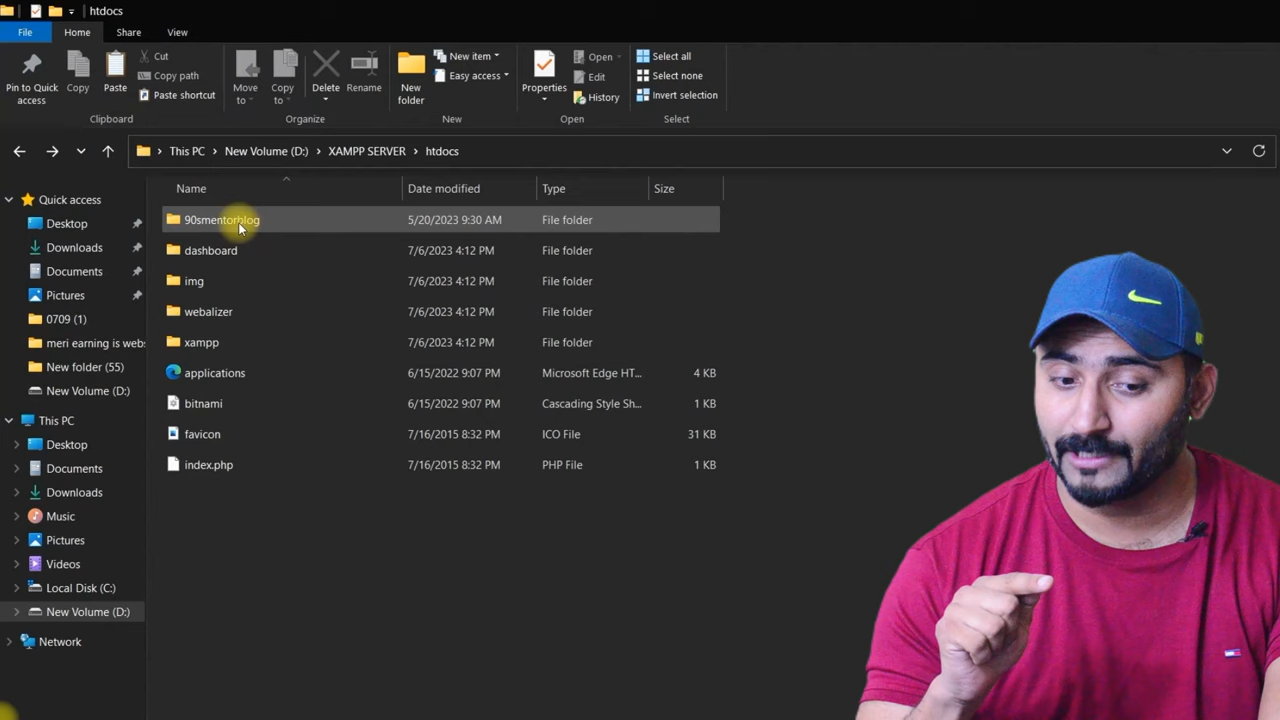 htdocs
File
Home
Share
View
Pin to Quick
access
Copy
Paste
Cut
Copy path
Paste shortcut
Clipboard
Move
to
Copy
to
Delete
Rename
Organize
New
folder
New item
Easy access
New
Properties
Open
Edit
History
Open
Select all
Select none
Invert selection
Select
This PC > New Volume (D:) > XAMPP SERVER > htdocs
Quick access
Desktop
Downloads
Documents
Pictures
0709 (1)
meri earning is webs
New folder (55)
New Volume (D:)
This PC
Desktop
Documents
Downloads
Music
Pictures
Videos
Local Disk (C:)
New Volume (D:)
Network
Name Date modified Type Size
90smentorblog 5/20/2023 9:30 AM File folder
dashboard 7/6/2023 4:12 PM File folder
img 7/6/2023 4:12 PM File folder
webalizer 7/6/2023 4:12 PM File folder
xampp 7/6/2023 4:12 PM File folder
applications 6/15/2022 9:07 PM Microsoft Edge HT... 4 KB
bitnami 6/15/2022 9:07 PM Cascading Style Sh... 1 KB
favicon 7/16/2015 8:32 PM ICO File 31 KB
index.php 7/16/2015 8:32 PM PHP File 1 KB